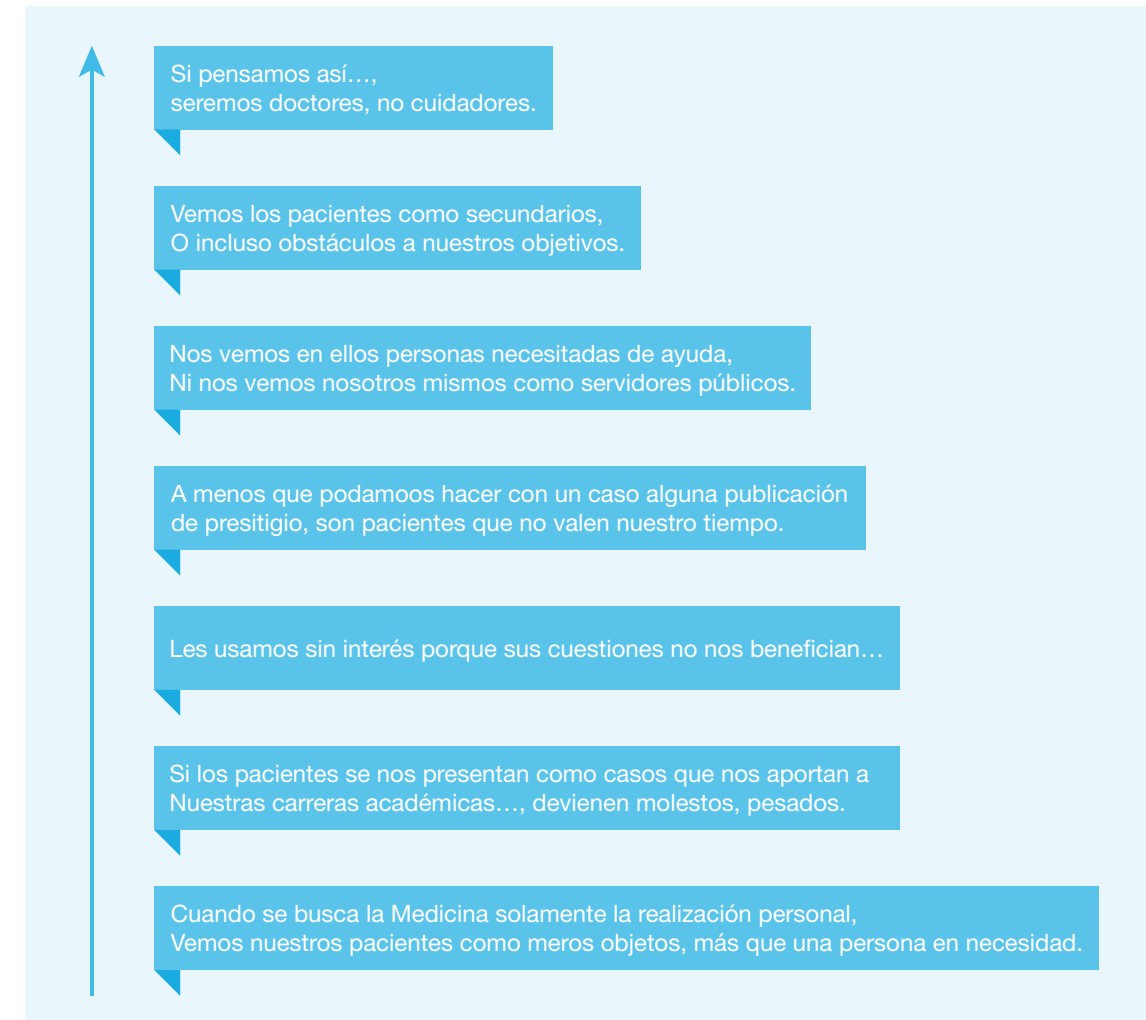 Si pensamos así…,
seremos doctores, no cuidadores.
Vemos los pacientes como secundarios,
O incluso obstáculos a nuestros objetivos.
Nos vemos en ellos personas necesitadas de ayuda,
Ni nos vemos nosotros mismos como servidores públicos.
A menos que podamoos hacer con un caso alguna publicación
de presitigio, son pacientes que no valen nuestro tiempo.
Les usamos sin interés porque sus cuestiones no nos benefician…
Si los pacientes se nos presentan como casos que nos aportan a
Nuestras carreras académicas…, devienen molestos, pesados.
Cuando se busca la Medicina solamente la realización personal,
Vemos nuestros pacientes como meros objetos, más que una persona en necesidad.